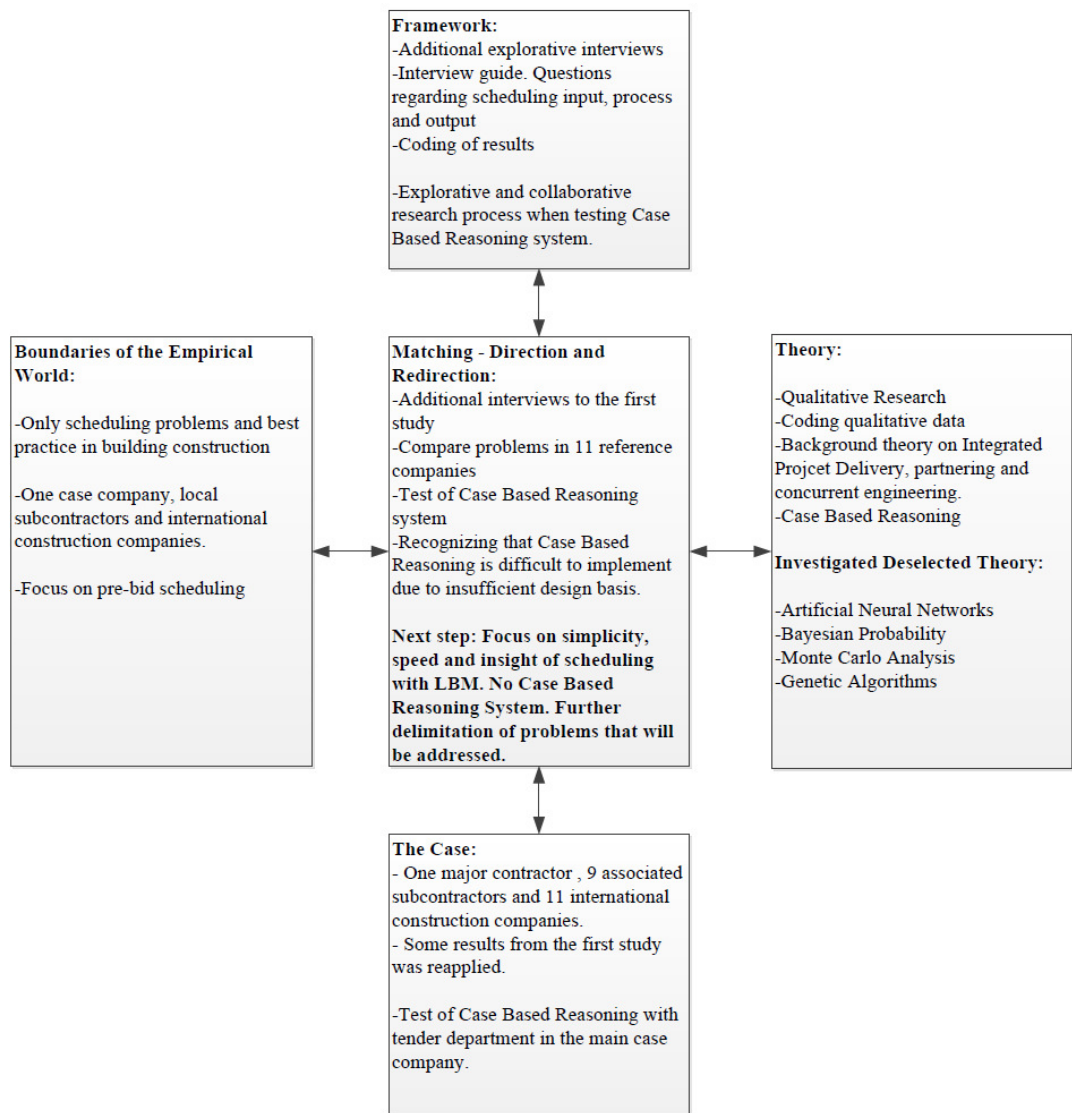 Framework:
-Additional explorative interviews
-Interview guide. Questions
regarding scheduling input, process
and output
-Coding of results
-Explorative and collaborative
research process when testing Case
Based Reasoning system.
Boundaries of the Empirical
World:
-Only scheduling problems and best
practice in building construction
-One case company, local
subcontractors and international
construction companies.
-Focus on pre-bid scheduling
Matching - Direction and
Redirection:
-Additional interviews to the first
study
-Compare problems in 11 reference
companies
-Test of Case Based Reasoning
system
-Recognizing that Case Based
Reasoning is difficult to implement
due to insufficient design basis.
Next step: Focus on simplicity,
speed and insight of scheduling
with LBM. No Case Based
Reasoning System. Further
delimitation of problems that will
be addressed.
Theory:
-Qualitative Research
-Coding qualitative data
-Background theory on Integrated
Projcet Delivery, partnering and
concurrent engineering.
-Case Based Reasoning
Investigated Deselected Theory:
-Artificial Neural Networks
-Bayesian Probability
-Monte Carlo Analysis
-Genetic Algorithms
The Case:
- One major contractor , 9 associated
subcontractors and 11 international
construction companies.
- Some results from the first study
was reapplied.
-Test of Case Based Reasoning with
tender department in the main case
company.